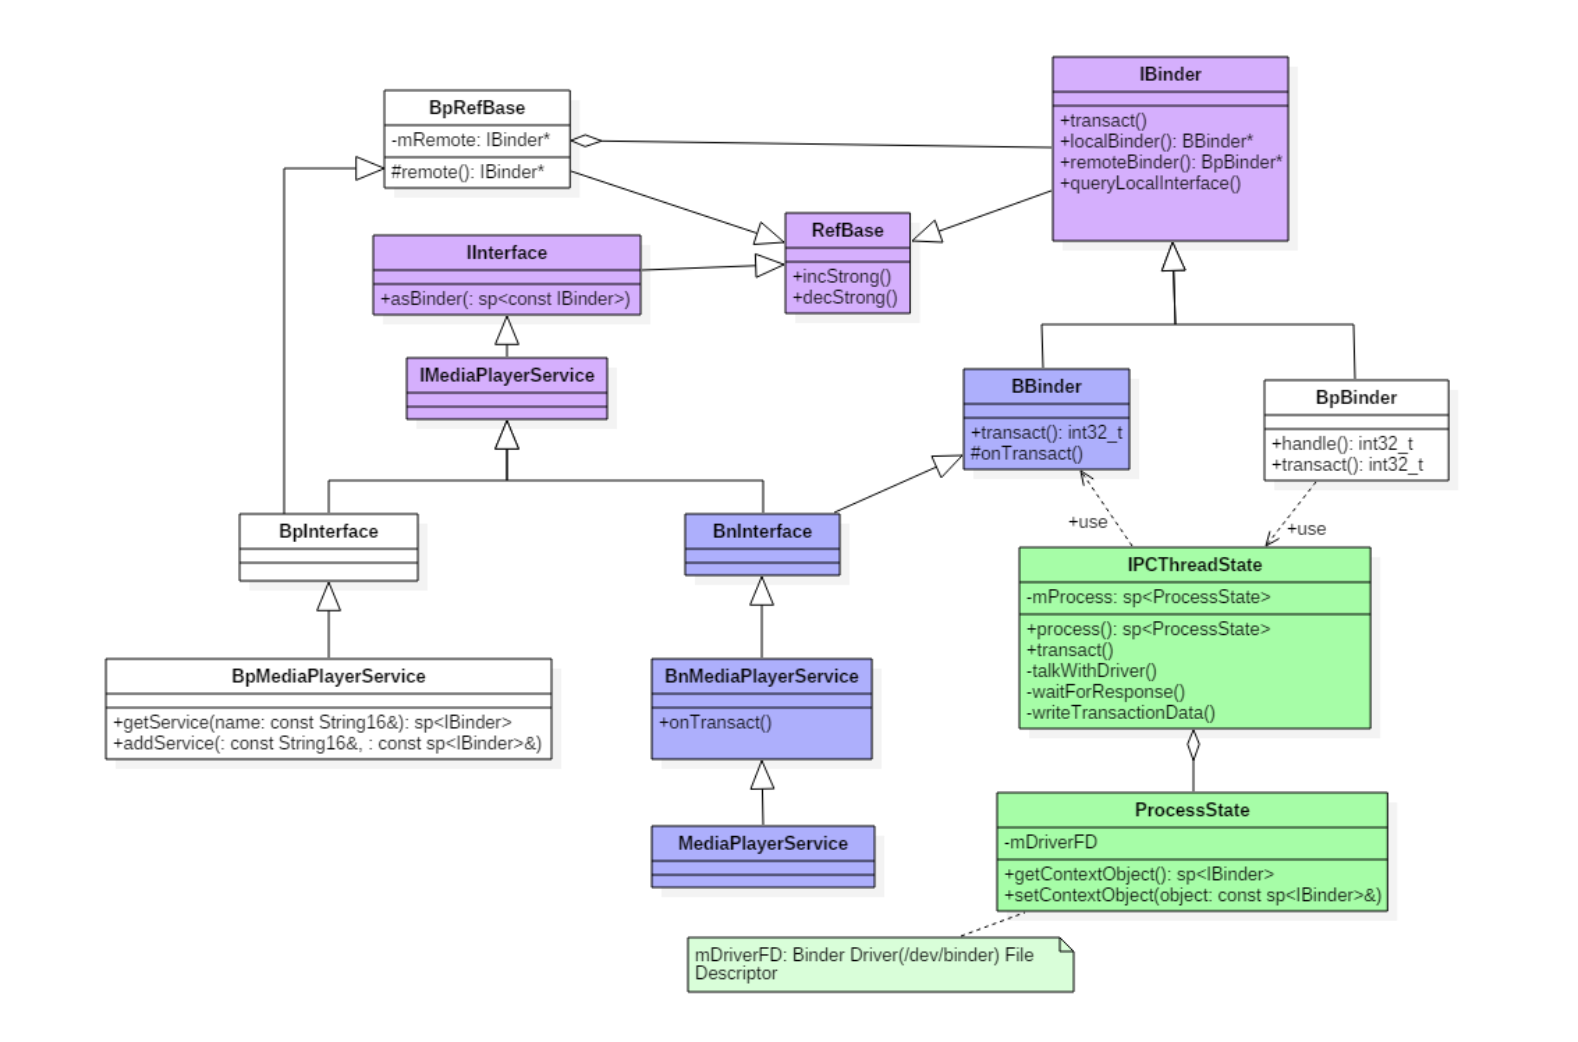 IBinder
+transact()
+localBinder(): BBinder*
+remoteBinder(): BpBinder*
+queryLocalInterface()
BpRefBase
-mRemote: IBinder*
#remote(): IBinder*
RefBase
+incStrong()
+decStrong()
IInterface
+asBinder(: sp<const IBinder>)
IMediaPlayerService
BBinder
+transact(): int32_t
#onTransact()
BpBinder
+handle(): int32_t
+transact(): int32_t
+use
+use
BpInterface
BnInterface
IPCThreadState
-mProcess: sp<ProcessState>
+process(): sp<ProcessState>
+transact()
-talkWithDriver()
-waitForResponse()
-writeTransactionData()
BpMediaPlayerService
+getService(name: const String16&): sp<IBinder>
+addService(: const String16&, : const sp<IBinder>&)
BnMediaPlayerService
+onTransact()
MediaPlayerService
ProcessState
-mDriverFD
+getContextObject(): sp<IBinder>
+setContextObject(object: const sp<IBinder>&)
mDriverFD: Binder Driver(/dev/binder) File
Descriptor